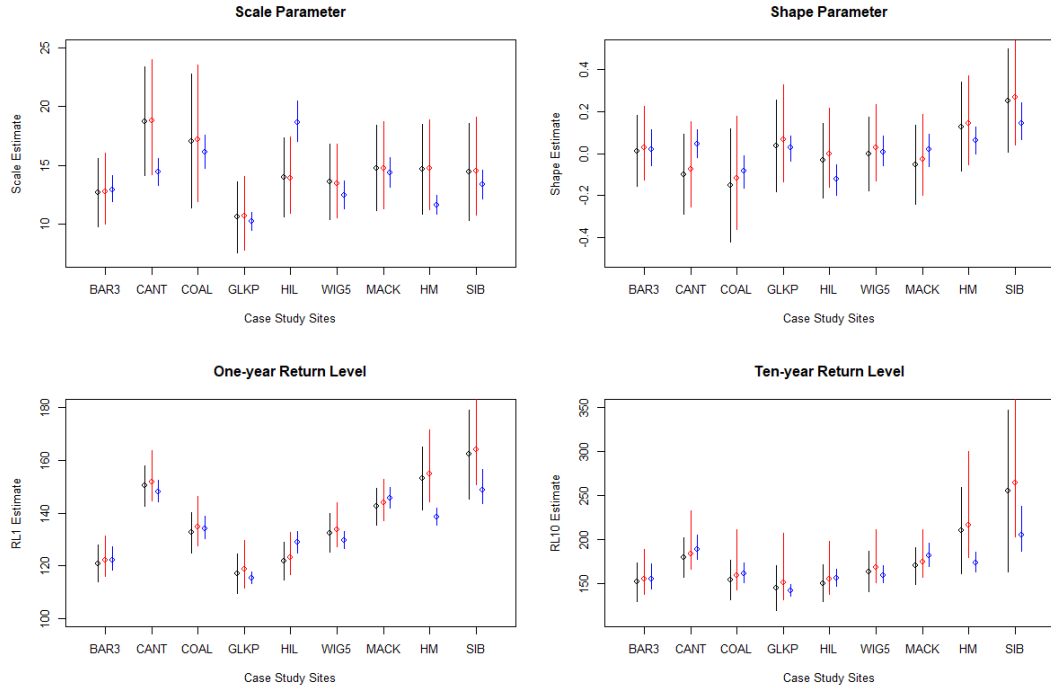 Scale Parameter
Scale Estimate
25
20
15
10
BAR3 CANT COAL GLKP HIL WIG5 MACK HM SIB
Case Study Sites
Shape Parameter
Shape Estimate
0.4
0.2
0.0
-0.2
-0.4
BAR3 CANT COAL GLKP HIL WIG5 MACK HM SIB
Case Study Sites
One-year Return Level
RL1 Estimate
180
160
140
120
100
BAR3 CANT COAL GLKP HIL WIG5 MACK HM SIB
Case Study Sites
Ten-year Return Level
RL10 Estimate
350
300
250
200
150
BAR3 CANT COAL GLKP HIL WIG5 MACK HM SIB
Case Study Sites